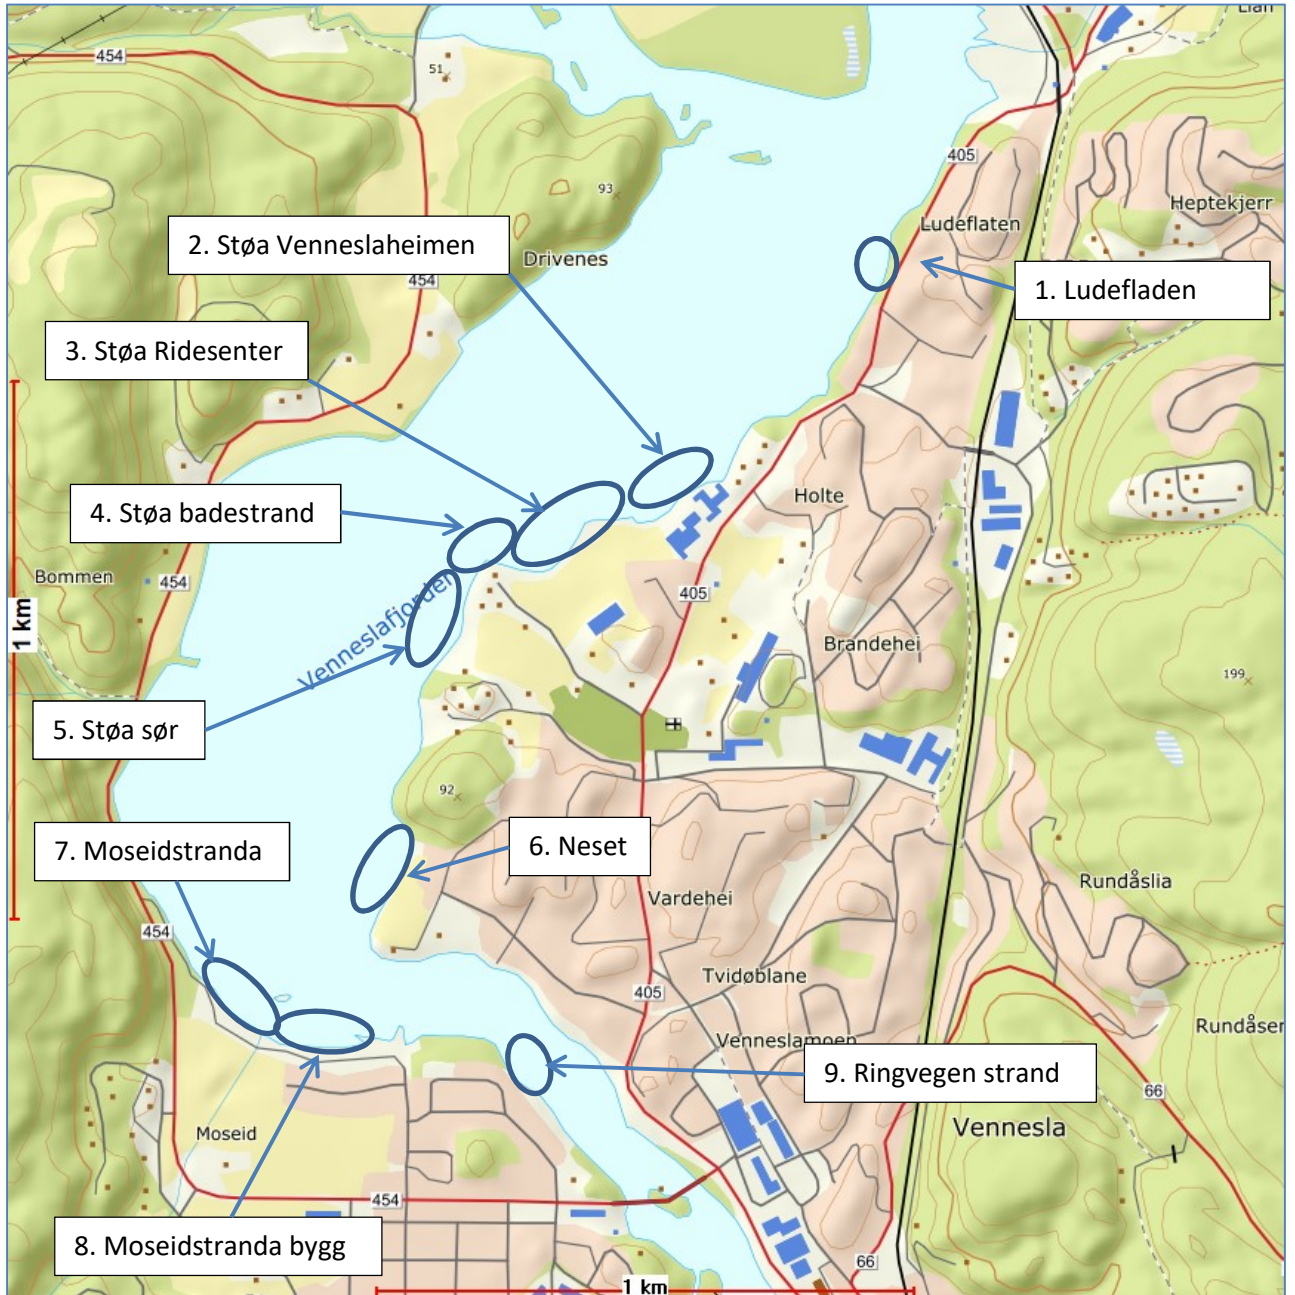 Lian
454
51
405
93
Heptekjerr
Ludeflaten
2. Støa Venneslaheimen
Drivenes
454
1. Ludefladen
3. Støa Ridesenter
Holte
4. Støa badestrand
Bommen
454
405
1 km
Venneslafjorden
Brandehei
199
5. Støa sør
92
7. Moseidstranda
6. Neset
Rundåslia
Vardehei
454
Tvidøblane
405
Venneslamoen
Rundåsen
9. Ringvegen strand
66
Moseid
Vennesla
454
8. Moseidstranda bygg
66
1 km